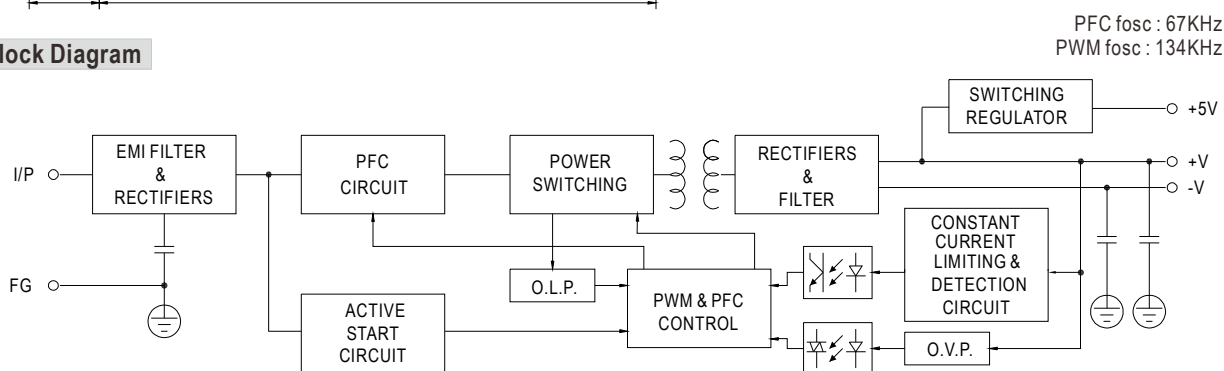 PFC fosc : 67KHz
PWM fosc : 134KHz
lock Diagram
SWITCHING
REGULATOR
+5V
I/P
EMI FILTER
&
RECTIFIERS
PFC
CIRCUIT
POWER
SWITCHING
RECTIFIERS
&
FILTER
+V
-V
CONSTANT
CURRENT
LIMITING &
DETECTION
CIRCUIT
FG
O.L.P.
PWM & PFC
CONTROL
ACTIVE
START
CIRCUIT
O.V.P.